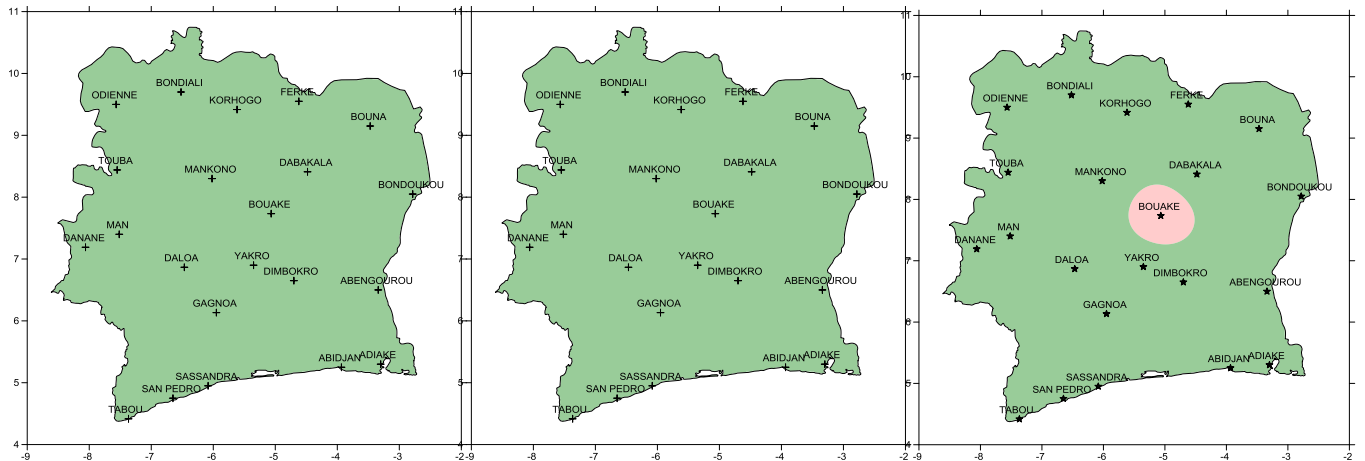 11
10
9
8
7
6
5
4
-9
-8
-7
-6
-5
-4
-3
-2
BONDIALI
ODIENNE
KORHOGO
FERKE
BOUNA
TOUBA
MANKONO
DABAKALA
BONDOUKOU
BOUAKE
MAN
DANANE
DALOA
YAKRO
DIMBOKRO
ABENGOUROU
GAGNOA
ABIDJAN
ADIAKE
SASSANDRA
SAN PEDRO
TABOU
11
10
9
8
7
6
5
4
-9
-8
-7
-6
-5
-4
-3
-2
BONDIALI
ODIENNE
KORHOGO
FERKE
BOUNA
TOUBA
MANKONO
DABAKALA
BONDOUKOU
BOUAKE
MAN
DANANE
DALOA
YAKRO
DIMBOKRO
ABENGOUROU
GAGNOA
ABIDJAN
ADIAKE
SASSANDRA
SAN PEDRO
TABOU
11
10
9
8
7
6
5
4
-9
-8
-7
-6
-5
-4
-3
-2
BONDIALI
ODIENNE
KORHOGO
FERKE
BOUNA
TOUBA
MANKONO
DABAKALA
BONDOUKOU
BOUAKE
MAN
DANANE
DALOA
YAKRO
DIMBOKRO
ABENGOUROU
GAGNOA
ABIDJAN
ADIAKE
SASSANDRA
SAN PEDRO
TABOU